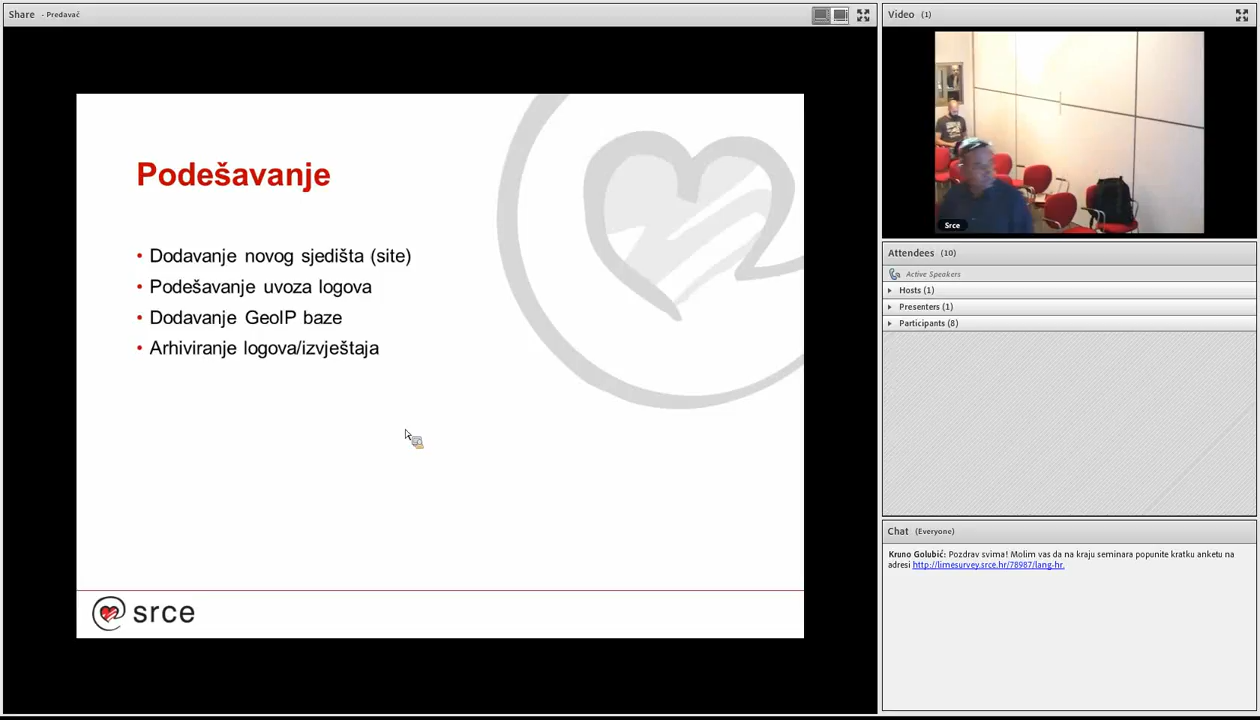 Share - Predavač
Podešavanje
• Dodavanje novog sjedišta (site)
• Podešavanje uvoza logova
• Dodavanje GeoIP baze
• Arhiviranje logova/izvještaja
srce
Video (1)
Srce
Attendees (10)
Active Speakers
Hosts (1)
Presenters (1)
Participants (8)
Chat (Everyone)
Kruno Golubić: Pozdrav svima! Molim vas da na kraju seminara popunite kratku anketu na
adresi http://limesurvey.srce.hr/78987/lang-hr.